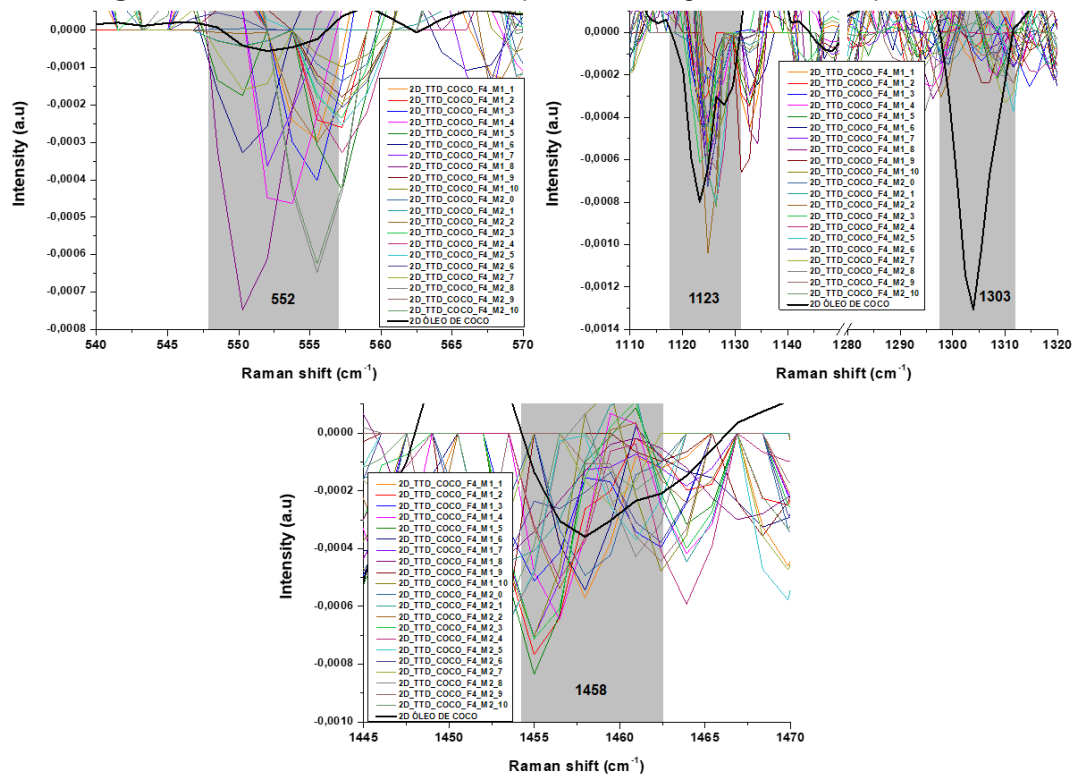 0,0000
-0,0001
-0,0002
-0,0003
-0,0004
-0,0005
-0,0006
-0,0007
-0,0008
Intensity (a.u)
540
545
550
555
560
565
570
Raman shift (cm⁻¹)
552
2D_TTD_COCO_F4_M1_1
2D_TTD_COCO_F4_M1_2
2D_TTD_COCO_F4_M1_3
2D_TTD_COCO_F4_M1_4
2D_TTD_COCO_F4_M1_5
2D_TTD_COCO_F4_M1_6
2D_TTD_COCO_F4_M1_7
2D_TTD_COCO_F4_M1_8
2D_TTD_COCO_F4_M1_9
2D_TTD_COCO_F4_M1_10
2D_TTD_COCO_F4_M2_0
2D_TTD_COCO_F4_M2_1
2D_TTD_COCO_F4_M2_2
2D_TTD_COCO_F4_M2_3
2D_TTD_COCO_F4_M2_4
2D_TTD_COCO_F4_M2_5
2D_TTD_COCO_F4_M2_6
2D_TTD_COCO_F4_M2_7
2D_TTD_COCO_F4_M2_8
2D_TTD_COCO_F4_M2_9
2D_TTD_COCO_F4_M2_10
2D ÓLEO DE COCO
0,0000
-0,0002
-0,0004
-0,0006
-0,0008
-0,0010
-0,0012
-0,0014
Intensity (a.u)
1110
1120
1130
1140
1280
1290
1300
1310
1320
Raman shift (cm⁻¹)
1123
1303
2D_TTD_COCO_F4_M1_1
2D_TTD_COCO_F4_M1_2
2D_TTD_COCO_F4_M1_3
2D_TTD_COCO_F4_M1_4
2D_TTD_COCO_F4_M1_5
2D_TTD_COCO_F4_M1_6
2D_TTD_COCO_F4_M1_7
2D_TTD_COCO_F4_M1_8
2D_TTD_COCO_F4_M1_9
2D_TTD_COCO_F4_M1_10
2D_TTD_COCO_F4_M2_0
2D_TTD_COCO_F4_M2_1
2D_TTD_COCO_F4_M2_2
2D_TTD_COCO_F4_M2_3
2D_TTD_COCO_F4_M2_4
2D_TTD_COCO_F4_M2_5
2D_TTD_COCO_F4_M2_6
2D_TTD_COCO_F4_M2_7
2D_TTD_COCO_F4_M2_8
2D_TTD_COCO_F4_M2_9
2D_TTD_COCO_F4_M2_10
2D ÓLEO DE COCO
0,0000
-0,0002
-0,0004
-0,0006
-0,0008
-0,0010
Intensity (a.u)
1445
1450
1455
1460
1465
1470
Raman shift (cm⁻¹)
1458
2D_TTD_COCO_F4_M1_1
2D_TTD_COCO_F4_M1_2
2D_TTD_COCO_F4_M1_3
2D_TTD_COCO_F4_M1_4
2D_TTD_COCO_F4_M1_5
2D_TTD_COCO_F4_M1_6
2D_TTD_COCO_F4_M1_7
2D_TTD_COCO_F4_M1_8
2D_TTD_COCO_F4_M1_9
2D_TTD_COCO_F4_M1_10
2D_TTD_COCO_F4_M2_0
2D_TTD_COCO_F4_M2_1
2D_TTD_COCO_F4_M2_2
2D_TTD_COCO_F4_M2_3
2D_TTD_COCO_F4_M2_4
2D_TTD_COCO_F4_M2_5
2D_TTD_COCO_F4_M2_6
2D_TTD_COCO_F4_M2_7
2D_TTD_COCO_F4_M2_8
2D_TTD_COCO_F4_M2_9
2D_TTD_COCO_F4_M2_10
2D ÓLEO DE COCO